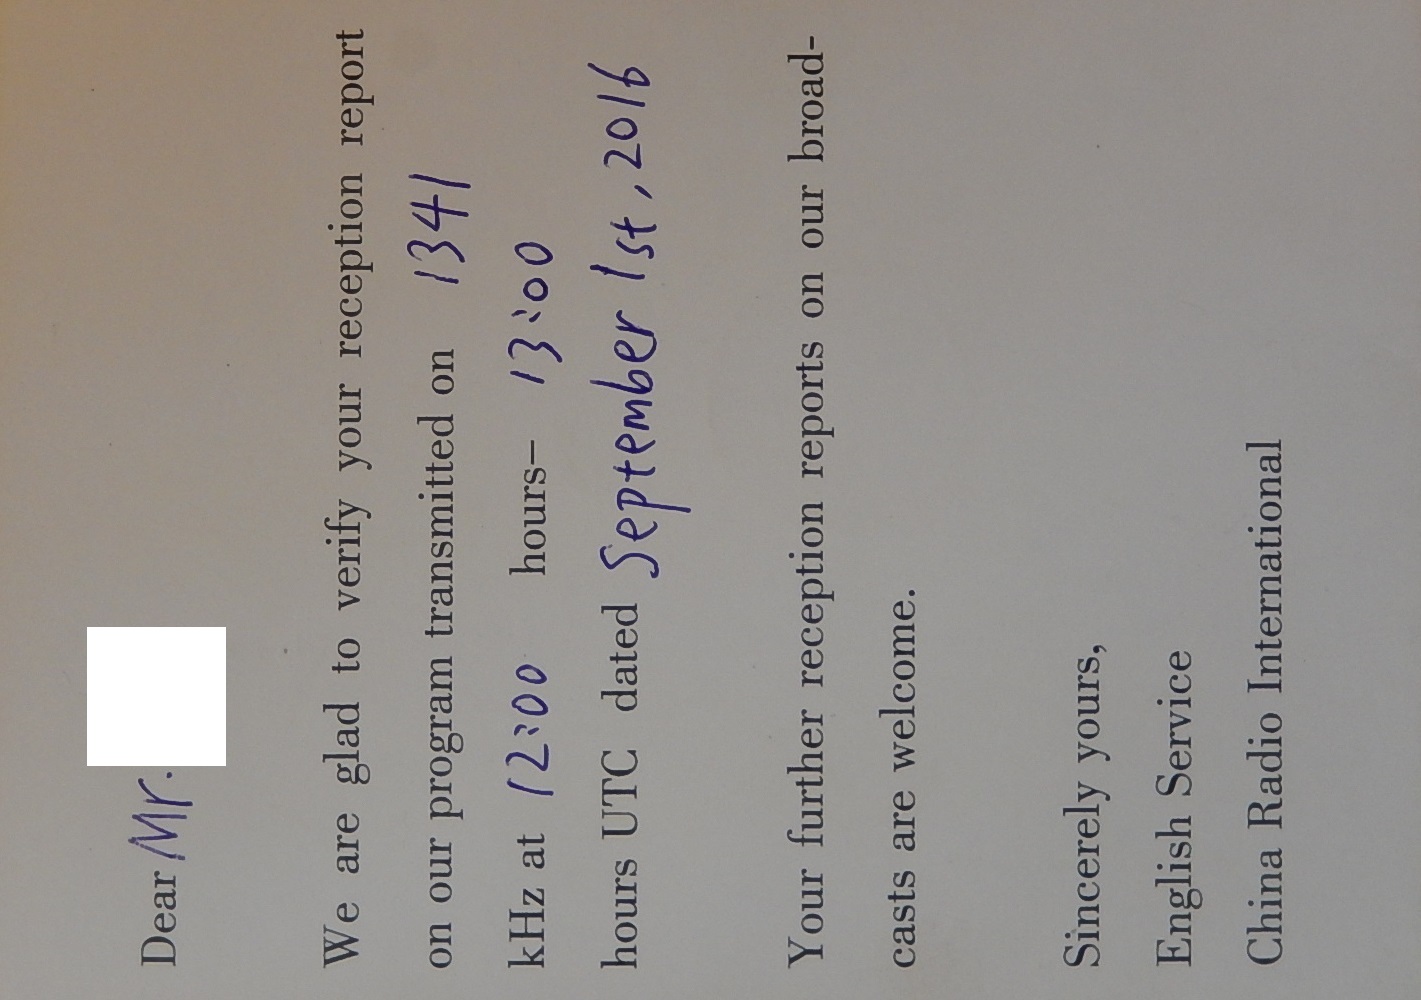 Dear Mr.
We are glad to verify your reception report
on our program transmitted on 1341
kHz at 12:00 hours– 13:00
hours UTC dated September 1st, 2016
Your further reception reports on our broad-
casts are welcome.
Sincerely yours,
English Service
China Radio International